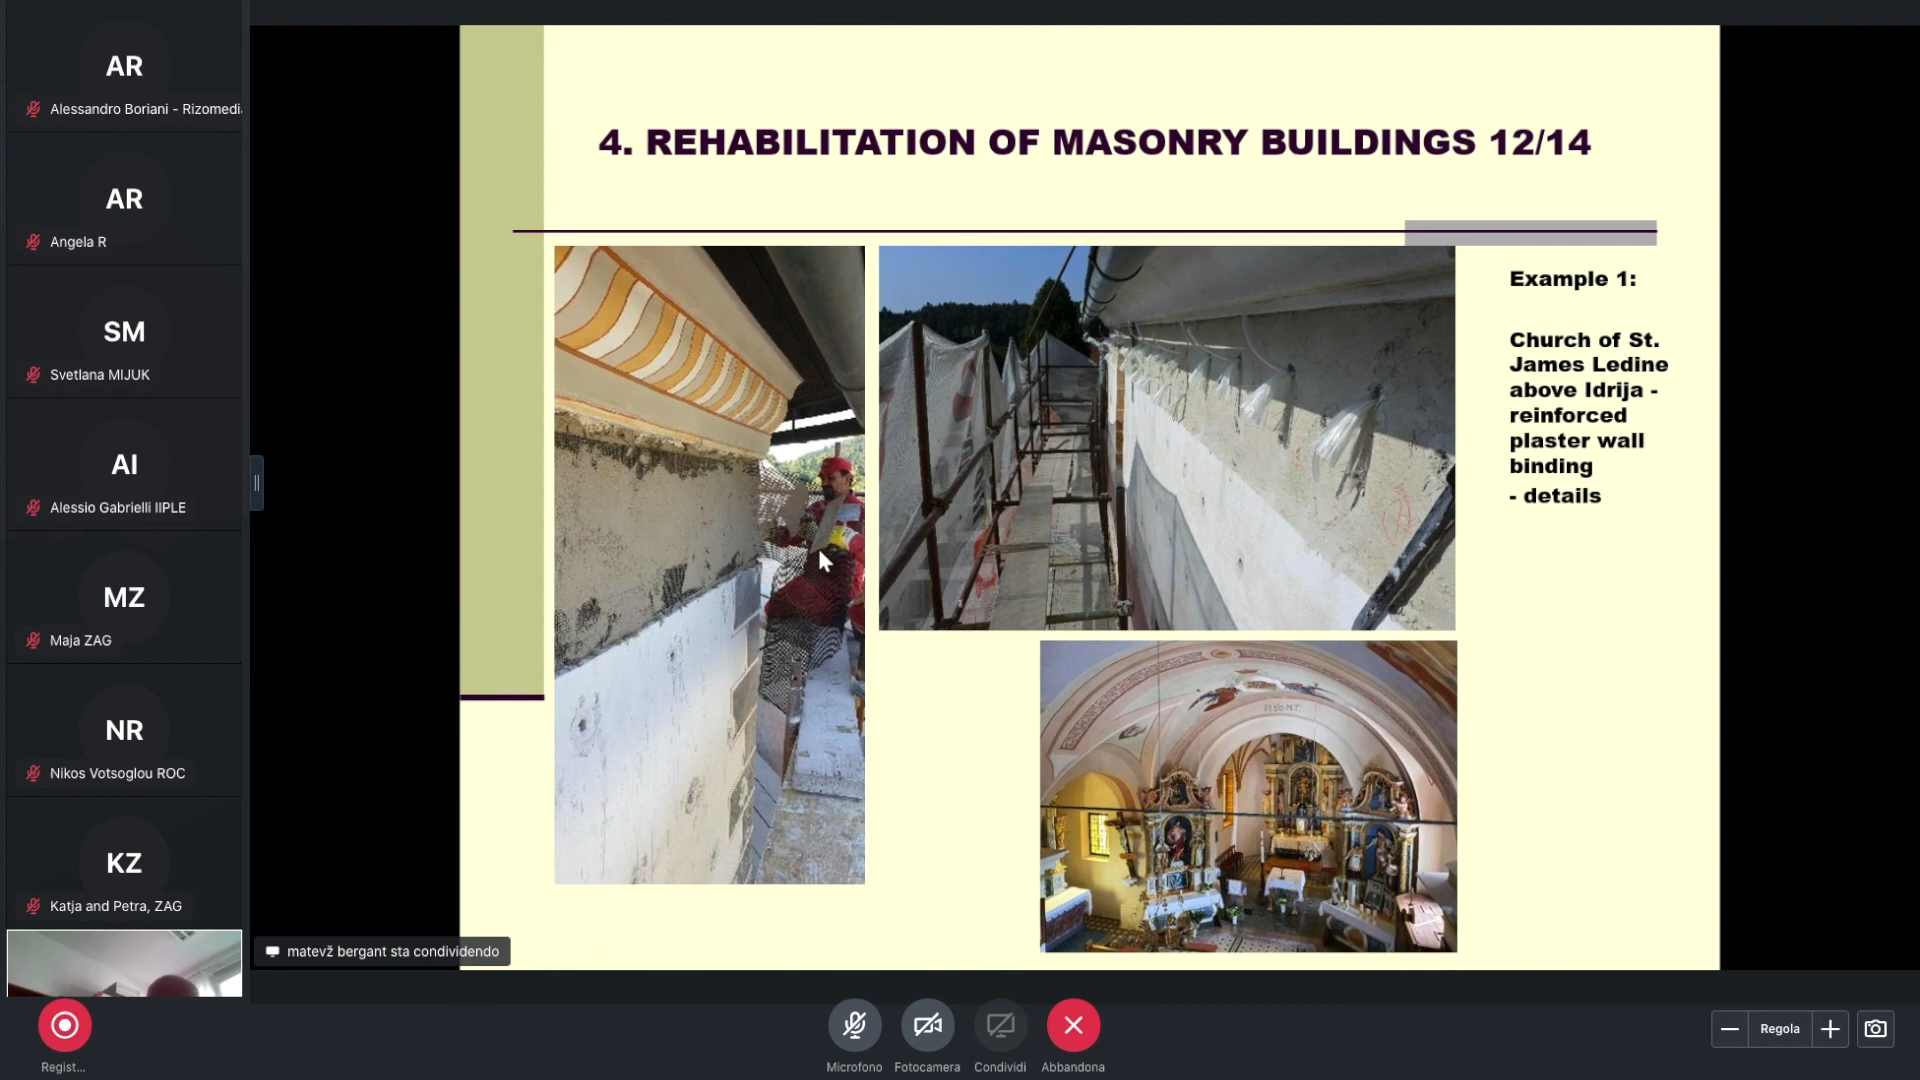 AR
Alessandro Boriani - Rizomedi
AR
Angela R
SM
Svetlana MIJUK
AI
Alessio Gabrielli IIPLE
MZ
Maja ZAG
NR
Nikos Votsoglou ROC
KZ
Katja and Petra, ZAG
4. REHABILITATION OF MASONRY BUILDINGS 12/14
Example 1:
Church of St.
James Ledine
above Idrija -
reinforced
plaster wall
binding
- details
matevž bergant sta condividendo
Regist...
Microfono
Fotocamera
Condividi
Abbandona
Regola